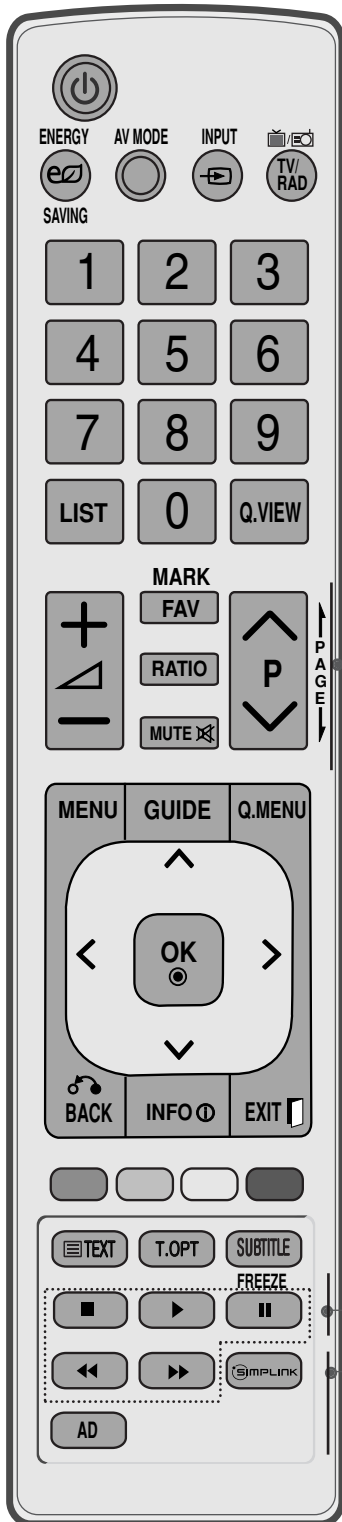 ENERGY AV MODE INPUT
TV/
RAD
SAVING
1 2 3
4 5 6
7 8 9
LIST 0 Q.VIEW
MARK
FAV
RATIO P
MUTE
PAGE
MENU GUIDE Q.MENU
OK
BACK INFO EXIT
TEXT T.OPT SUBTITLE
FREEZE
SIMPLINK
AD